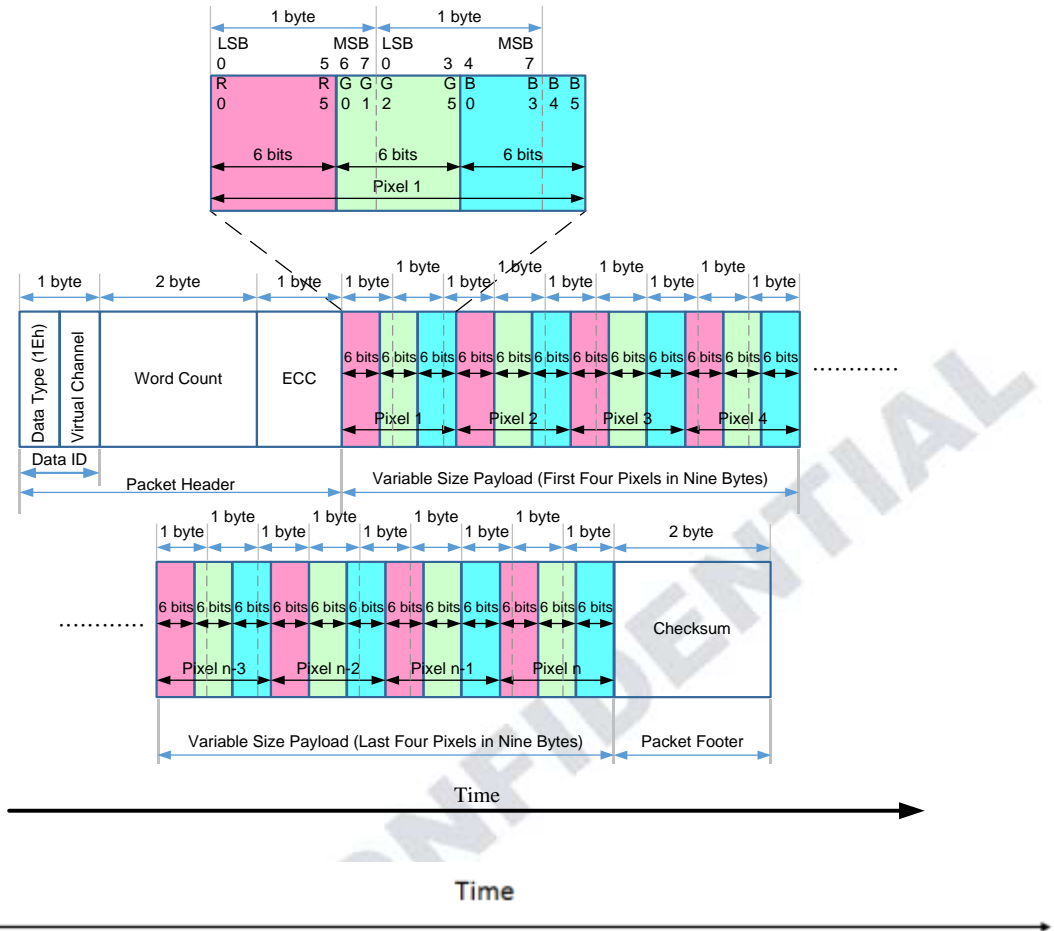 1 byte 1 byte
LSB MSB LSB MSB
0 5 6 7 0 3 4 7
R R G G G G B B B B
0 5 0 1 2 5 0 3 4 5
6 bits 6 bits 6 bits
Pixel 1
1 byte 1 byte 1 byte 1 byte
1 byte 2 byte 1 byte 1 byte 1 byte 1 byte 1 byte 1 byte
Data Type (1Eh)
Virtual Channel
Word Count
ECC
6 bits 6 bits 6 bits 6 bits 6 bits 6 bits 6 bits 6 bits 6 bits 6 bits 6 bits 6 bits
Pixel 1 Pixel 2 Pixel 3 Pixel 4
Data ID
Packet Header
Variable Size Payload (First Four Pixels in Nine Bytes)
1 byte 1 byte 1 byte 1 byte
1 byte 1 byte 1 byte 1 byte 1 byte 2 byte
6 bits 6 bits 6 bits 6 bits 6 bits 6 bits 6 bits 6 bits 6 bits 6 bits 6 bits 6 bits
Checksum
Pixel n-3 Pixel n-2 Pixel n-1 Pixel n
Variable Size Payload (Last Four Pixels in Nine Bytes) Packet Footer
Time
Time
ONFIDENTIAL